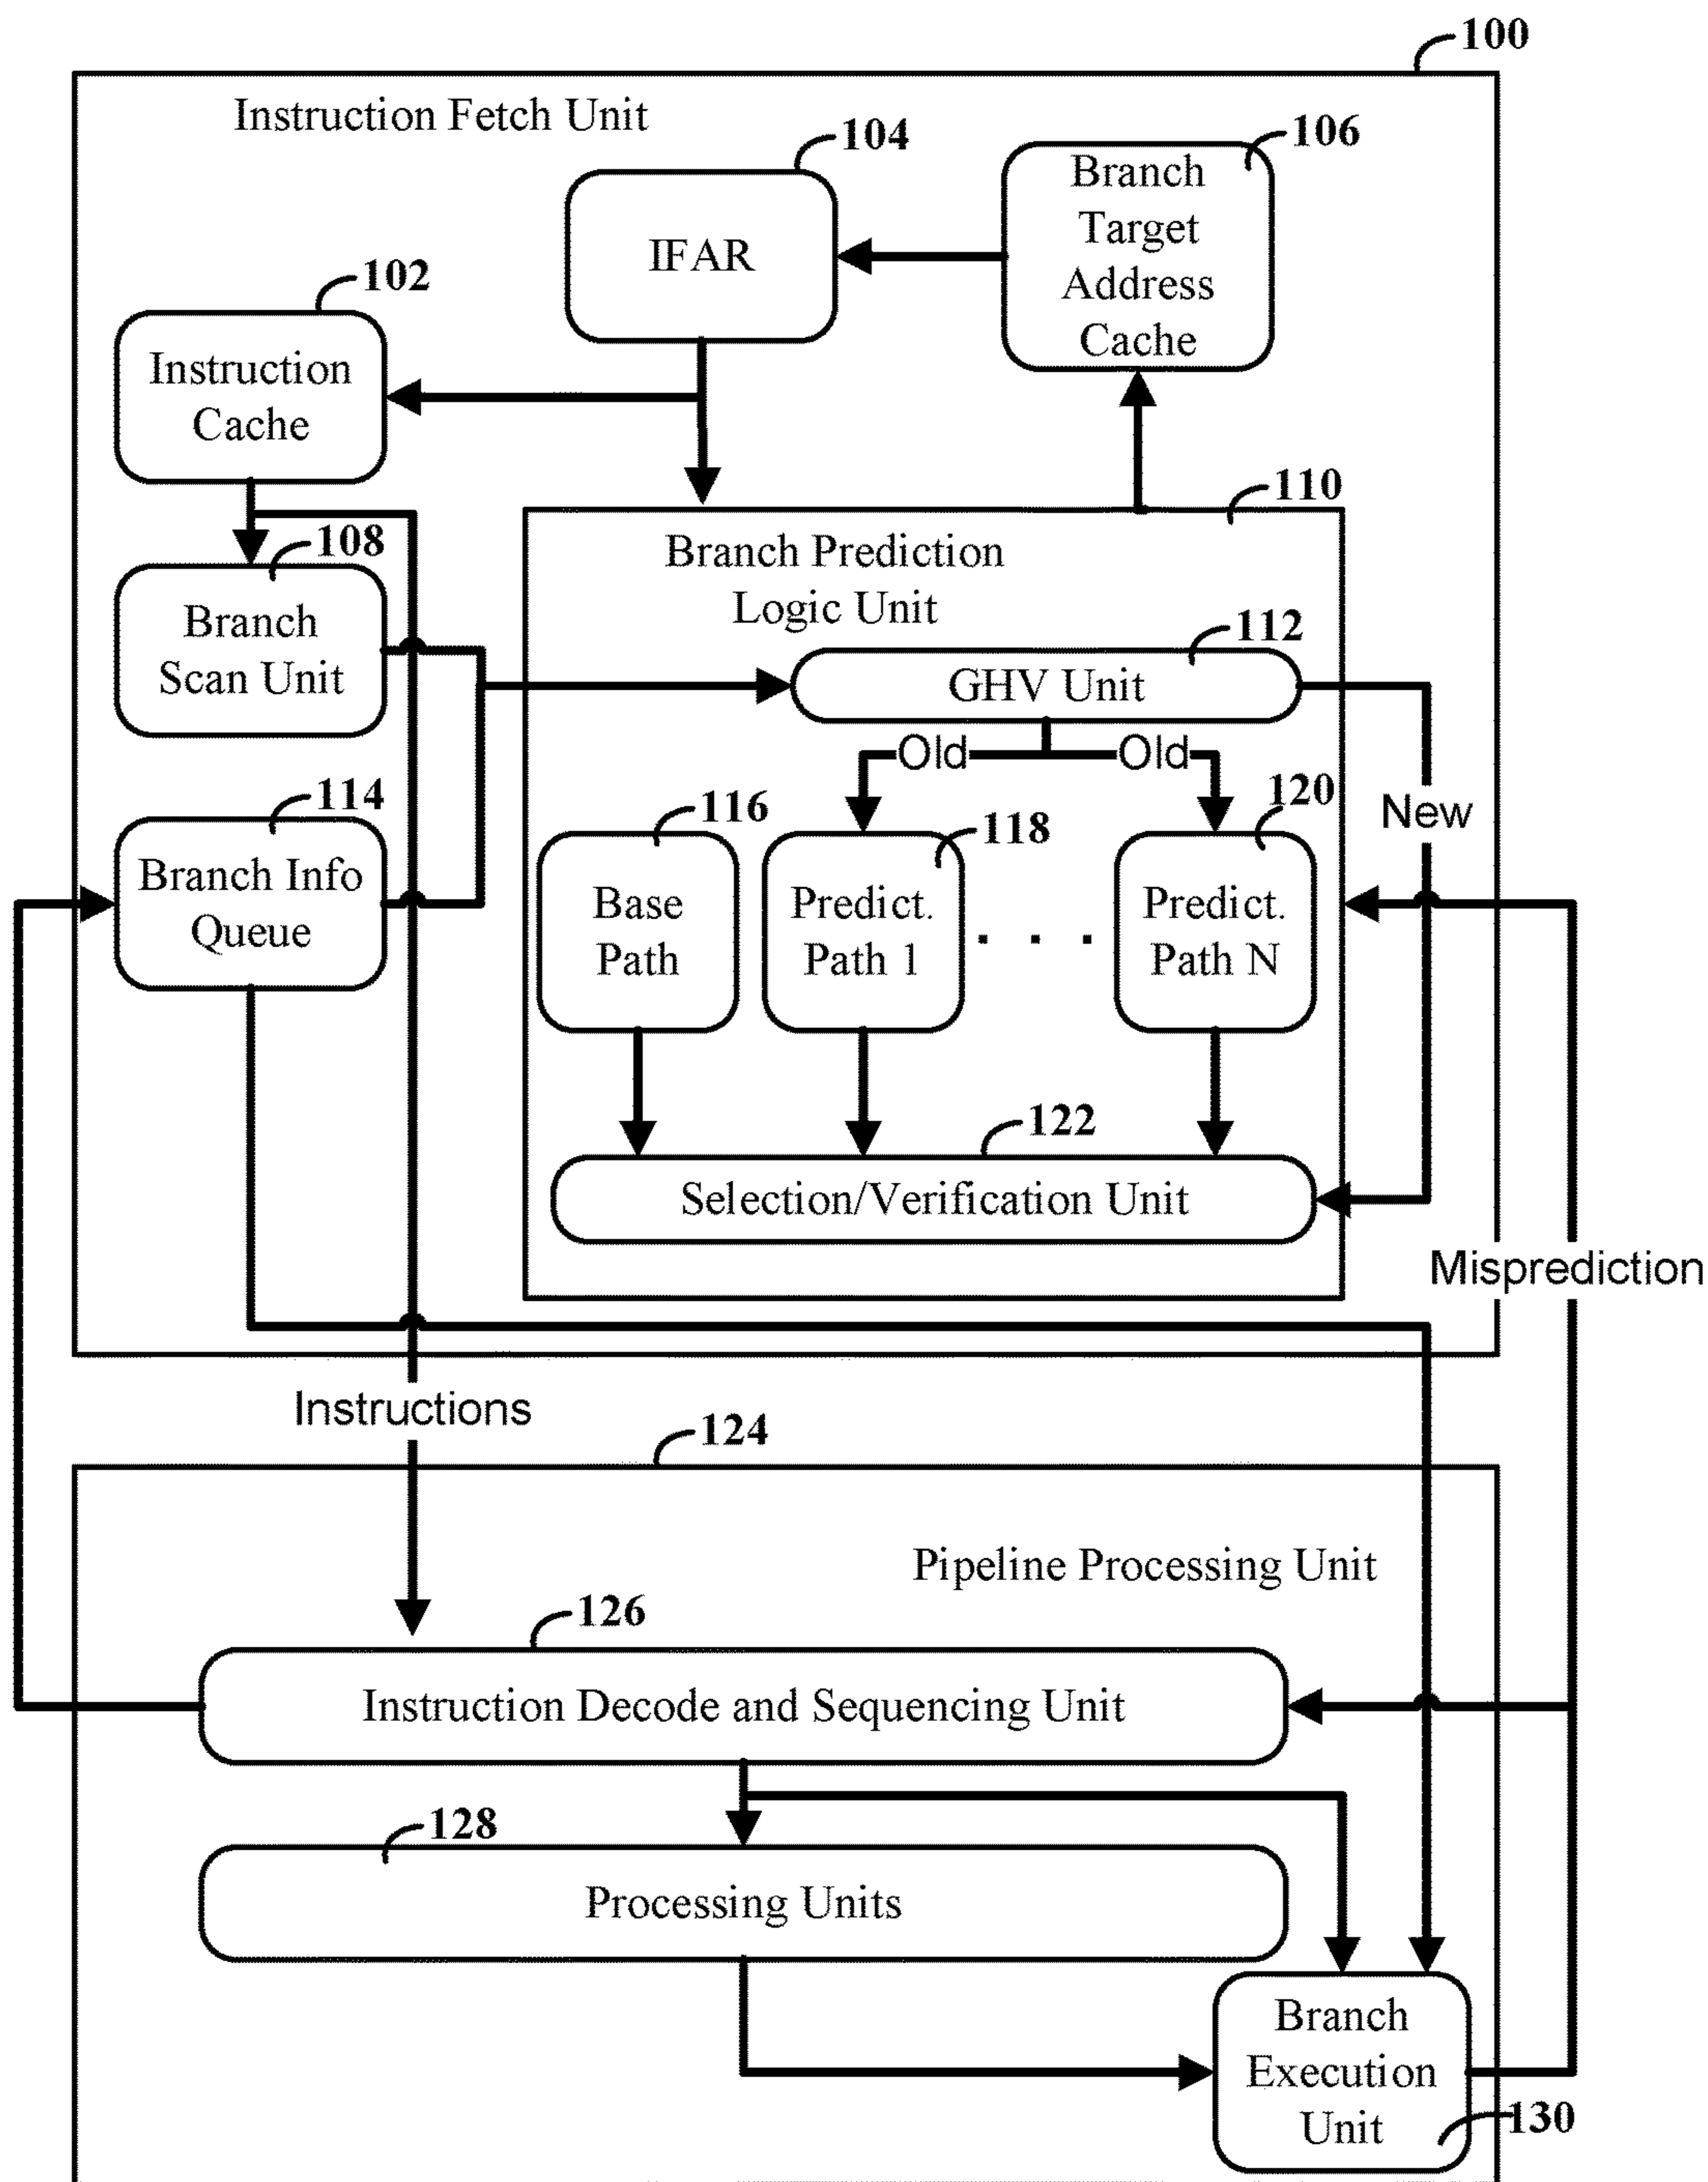 100
Instruction Fetch Unit
104
106
IFAR
Branch
Target
Address
Cache
102
Instruction
Cache
110
108
Branch
Scan Unit
Branch Prediction
Logic Unit
112
GHV Unit
Old
Old
New
114
Branch Info
Queue
116
118
120
Base
Path
Predict.
Path 1
. . .
Predict.
Path N
122
Selection/Verification Unit
Misprediction
Instructions
124
Pipeline Processing Unit
126
Instruction Decode and Sequencing Unit
128
Processing Units
Branch
Execution
Unit
130